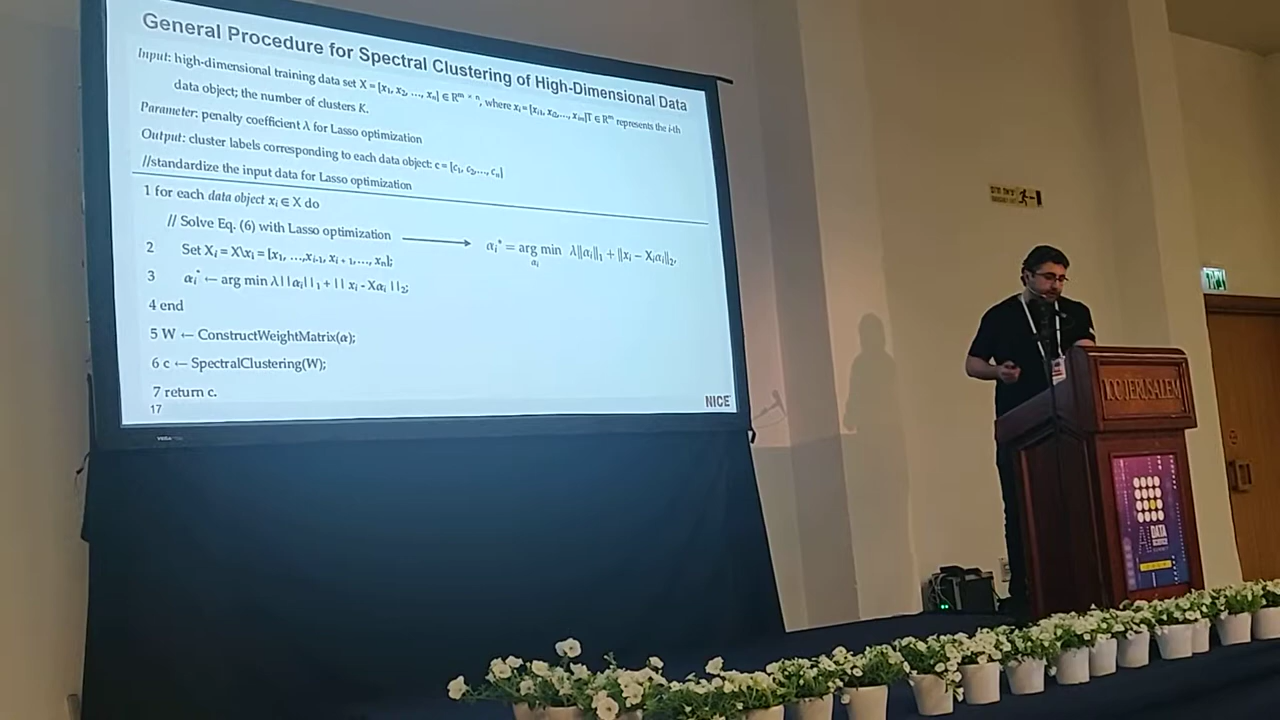 General Procedure for Spectral Clustering of High-Dimensional Data
Input: high-dimensional training data set X = [x₁, x₂, ..., xₙ] ∈ Rᵐ ˣ ⁿ, where xᵢ = [xᵢ₁, xᵢ₂,..., xᵢₘ]T ∈ Rᵐ represents the i-th
data object; the number of clusters K.
Parameter: penalty coefficient λ for Lasso optimization
Output: cluster labels corresponding to each data object: c = [c₁, c₂,..., cₙ]
//standardize the input data for Lasso optimization
1 for each data object xᵢ ∈ X do
// Solve Eq. (6) with Lasso optimization
αᵢ* = arg min λ||αᵢ||₁ + ||xᵢ − Xᵢαᵢ||₂,
αᵢ
2 Set Xᵢ = X\xᵢ = [x₁, ...,xᵢ₋₁, xᵢ ₊ ₁,..., xₙ];
3 αᵢ* ← arg min λ||αᵢ||₁ + || xᵢ - Xαᵢ ||₂;
4 end
5 W ← ConstructWeightMatrix(α);
6 c ← SpectralClustering(W);
7 return c.
17
NICE
ICC JERUSALEM
AI
DATA
SUMMIT